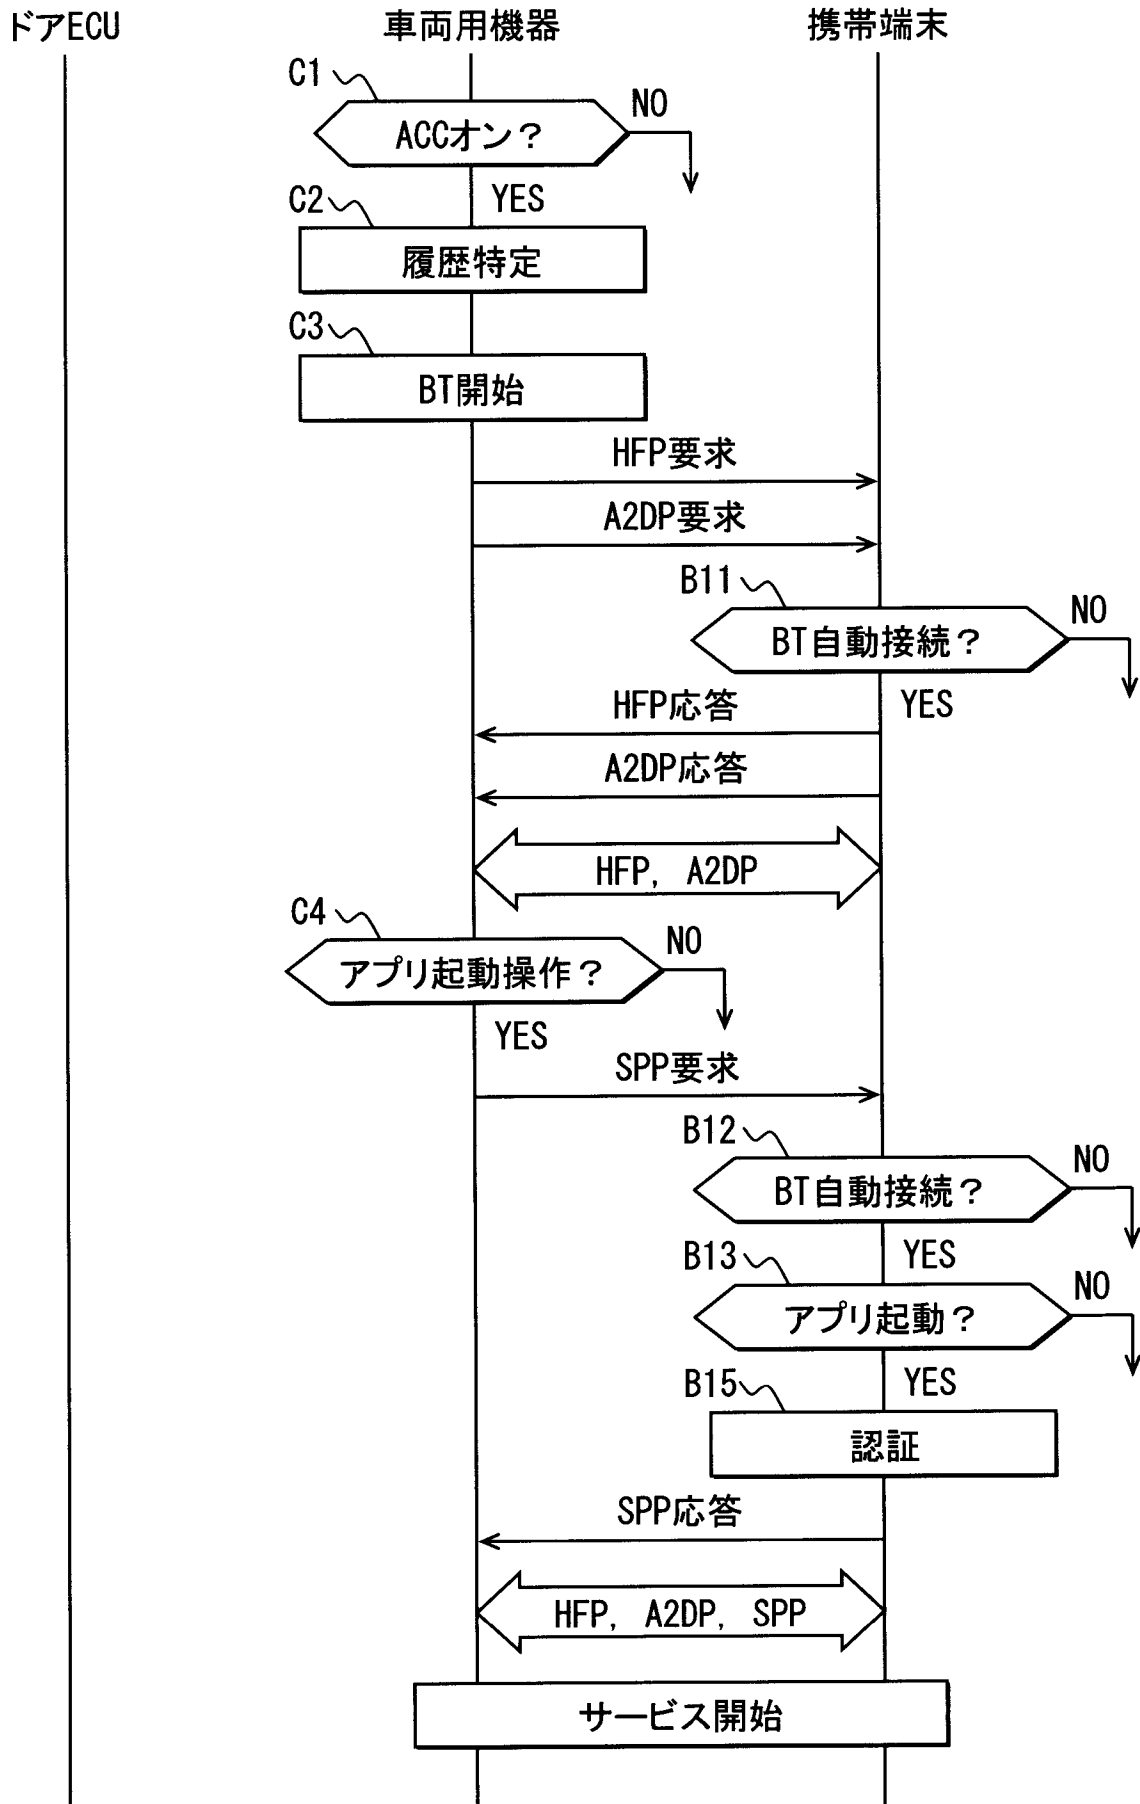 ドアECU
車両用機器
携帯端末
C1
NO
ACCオン？
YES
C2
履歴特定
C3
BT開始
HFP要求
A2DP要求
B11
NO
BT自動接続？
YES
HFP応答
A2DP応答
HFP, A2DP
C4
NO
アプリ起動操作？
YES
SPP要求
B12
NO
BT自動接続？
YES
B13
NO
アプリ起動？
YES
B15
認証
SPP応答
HFP, A2DP, SPP
サービス開始